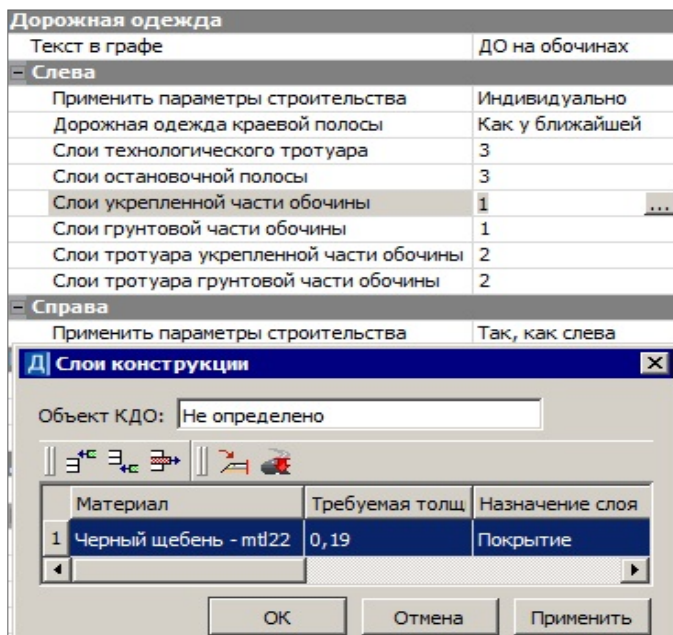 Дорожная одежда
Текст в графе ДО на обочинах
Слева
Применить параметры строительства Индивидуально
Дорожная одежда краевой полосы Как у ближайшей
Слои технологического тротуара 3
Слои остановочной полосы 3
Слои укрепленной части обочины 1 ...
Слои грунтовой части обочины 1
Слои тротуара укрепленной части обочины 2
Слои тротуара грунтовой части обочины 2
Справа
Применить параметры строительства Так, как слева
Д Слои конструкции
Объект КДО: Не определено
Материал Требуемая толщ Назначение слоя
1 Черный щебень - mtl22 0,19 Покрытие
ОК Отмена Применить